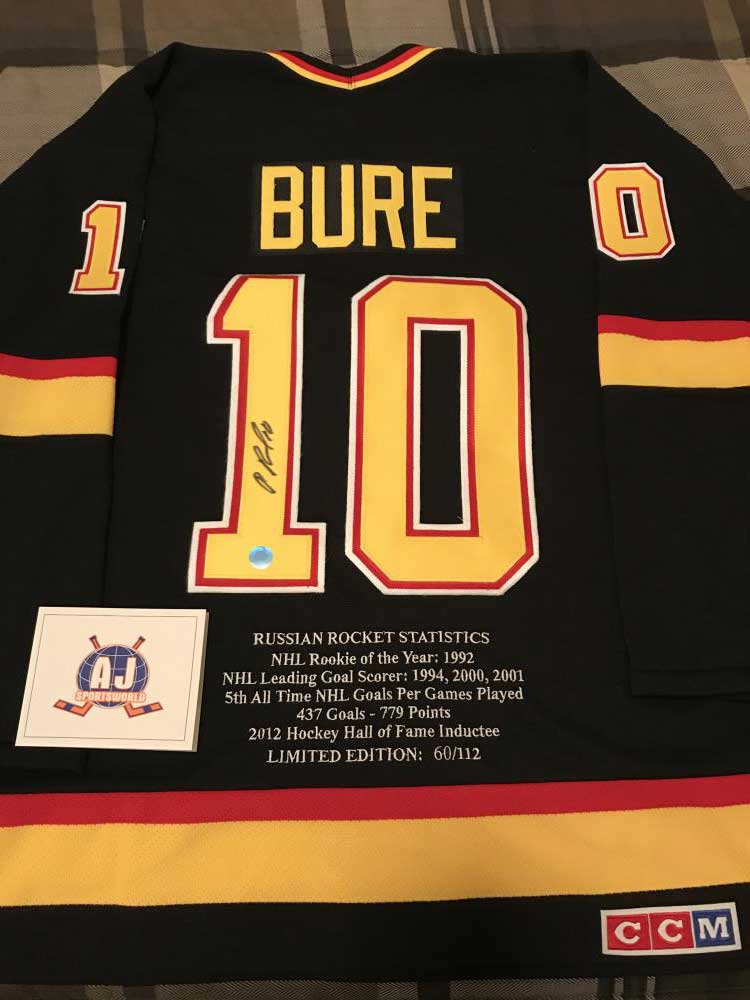 BURE
1
0
10
RUSSIAN ROCKET STATISTICS
NHL Rookie of the Year: 1992
NHL Leading Goal Scorer: 1994, 2000, 2001
5th All Time NHL Goals Per Games Played
437 Goals - 779 Points
2012 Hockey Hall of Fame Inductee
LIMITED EDITION: 60/112
AJ
SPORTSWORLD
CCM